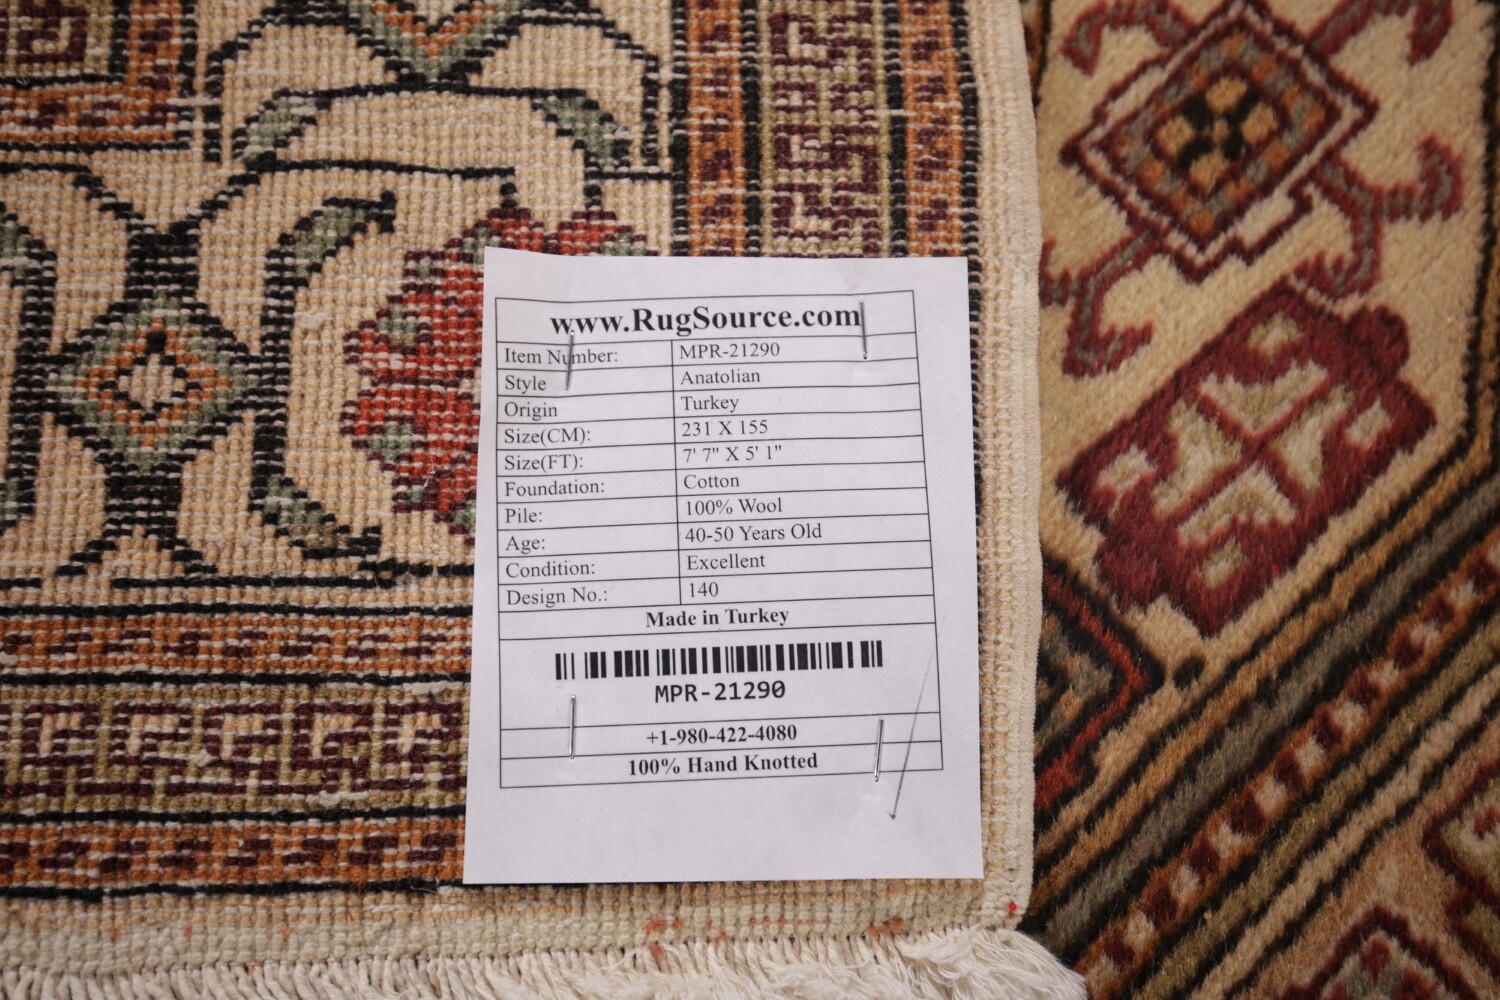 www.RugSource.com
Item Number: MPR-21290
Style Anatolian
Origin Turkey
Size(CM): 231 X 155
Size(FT): 7' 7" X 5' 1"
Foundation: Cotton
Pile: 100% Wool
Age: 40-50 Years Old
Condition: Excellent
Design No.: 140
Made in Turkey
MPR-21290
+1-980-422-4080
100% Hand Knotted